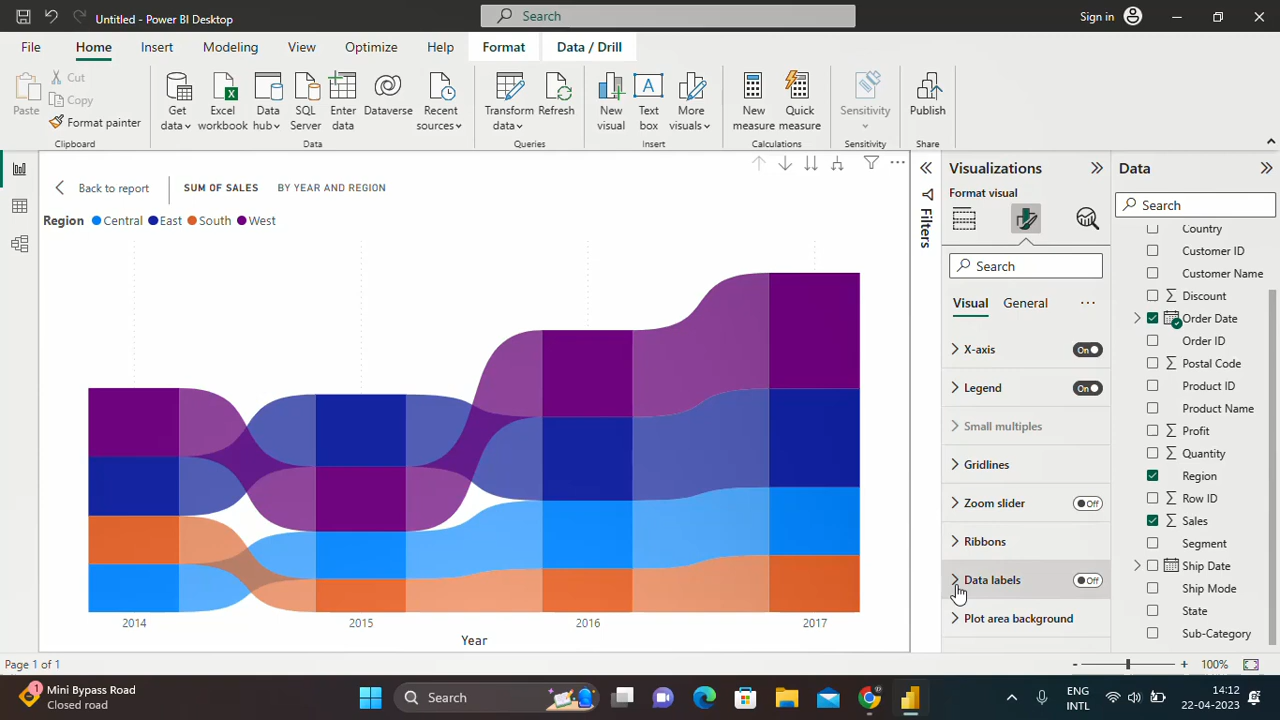 Untitled - Power BI Desktop
Search
Sign in
File Home Insert Modeling View Optimize Help Format Data / Drill
Paste
Cut
Copy
Format painter
Get data
Excel workbook
Data hub
SQL Server
Enter data
Dataverse
Recent sources
Transform data
Refresh
New visual
Text box
More visuals
New measure
Quick measure
Sensitivity
Publish
Clipboard Data Queries Insert Calculations Sensitivity Share
Back to report SUM OF SALES BY YEAR AND REGION
Region Central East South West
2014 2015 2016 2017
Year
Filters
Visualizations
Format visual
Search
Visual General
X-axis On
Legend On
Small multiples
Gridlines
Zoom slider Off
Ribbons
Data labels Off
Plot area background
Data
Search
Country
Customer ID
Customer Name
Discount
Order Date
Order ID
Postal Code
Product ID
Product Name
Profit
Quantity
Region
Row ID
Sales
Segment
Ship Date
Ship Mode
State
Sub-Category
Page 1 of 1
- + 100%
1
Mini Bypass Road
Closed road
Search
ENG
INTL
14:12
22-04-2023